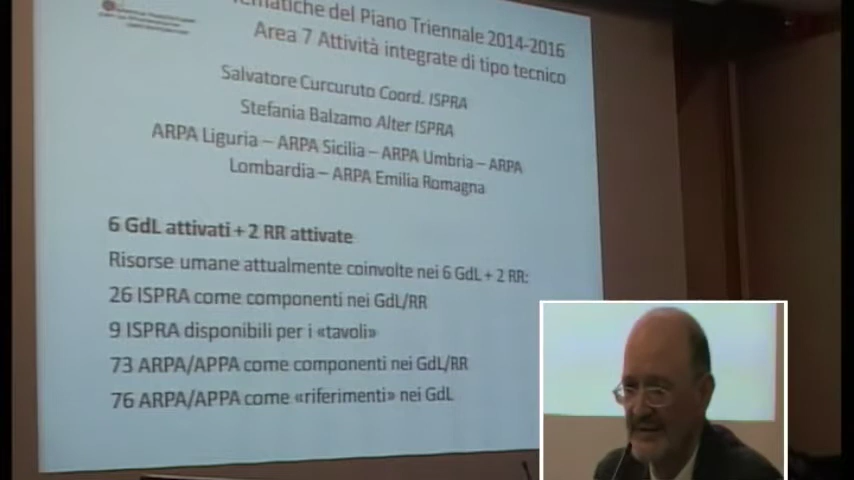 Tematiche del Piano Triennale 2014-2016
Area 7 Attività integrate di tipo tecnico
Salvatore Curcuruto Coord. ISPRA
Stefania Balzamo Alter ISPRA
ARPA Liguria – ARPA Sicilia – ARPA Umbria – ARPA
Lombardia – ARPA Emilia Romagna
6 GdL attivati + 2 RR attivate
Risorse umane attualmente coinvolte nei 6 GdL + 2 RR:
26 ISPRA come componenti nei GdL/RR
9 ISPRA disponibili per i «tavoli»
73 ARPA/APPA come componenti nei GdL/RR
76 ARPA/APPA come «riferimenti» nei GdL